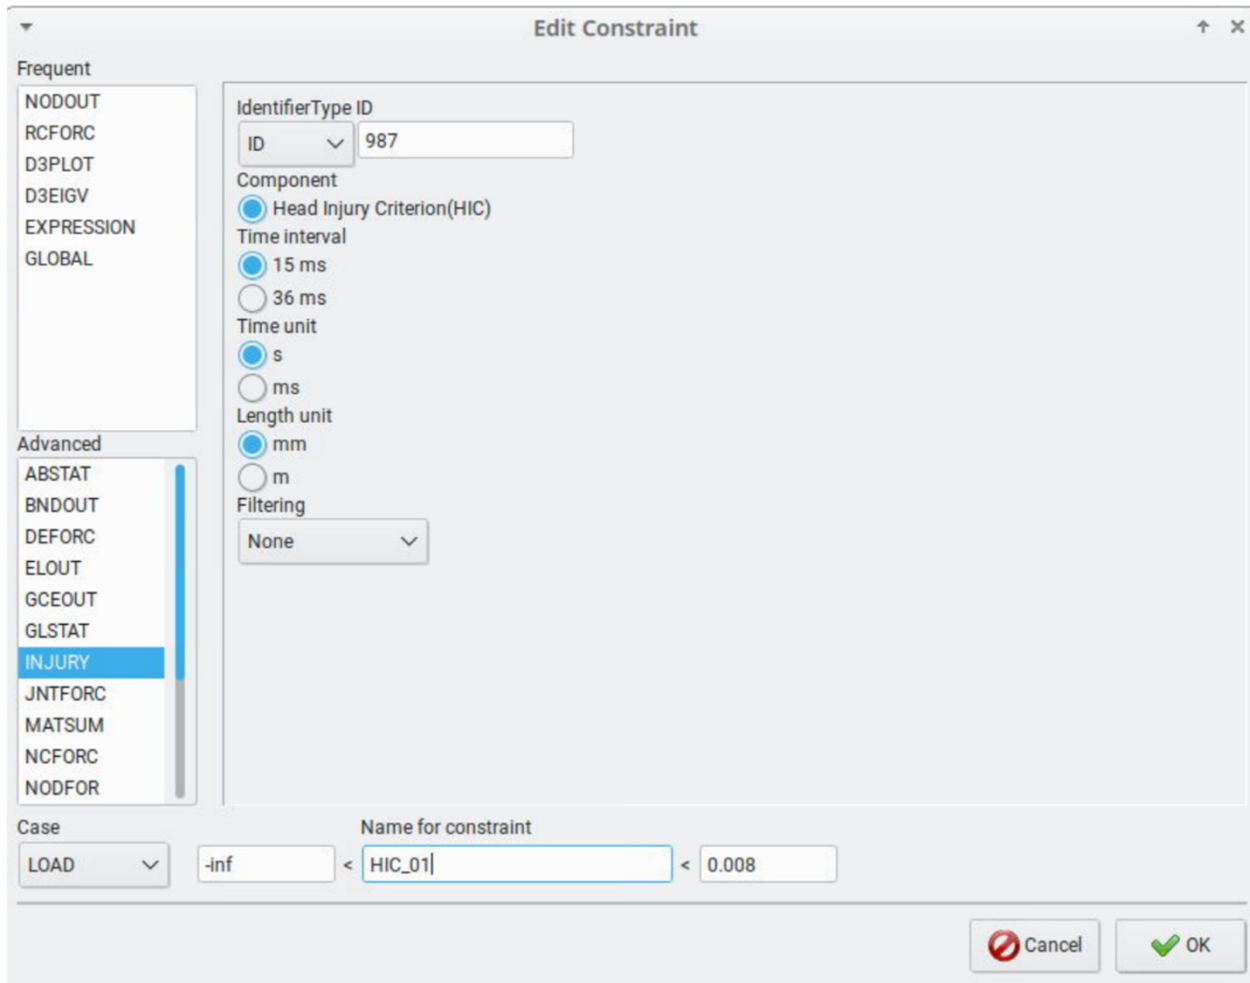 Edit Constraint
Frequent
NODOUT
RCFORC
D3PLOT
D3EIGV
EXPRESSION
GLOBAL
Advanced
ABSTAT
BNDOUT
DEFORC
ELOUT
GCEOUT
GLSTAT
INJURY
JNTFORC
MATSUM
NCFORC
NODFOR
IdentifierType ID
ID 987
Component
Head Injury Criterion(HIC)
Time interval
15 ms
36 ms
Time unit
s
ms
Length unit
mm
m
Filtering
None
Case Name for constraint
LOAD -inf < HIC_01 < 0.008
Cancel OK